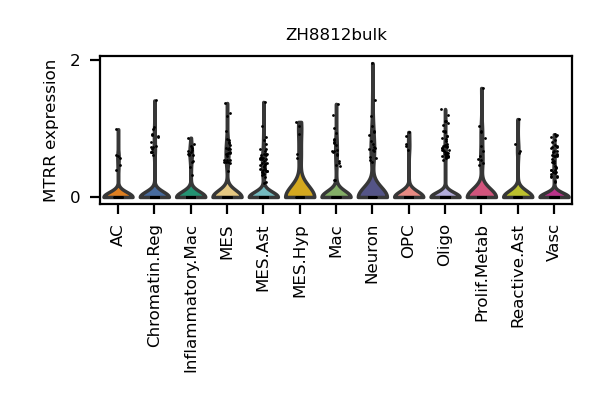 ZH8812bulk
MTRR expression
2
0
AC
Chromatin.Reg
Inflammatory.Mac
MES
MES.Ast
MES.Hyp
Mac
Neuron
OPC
Oligo
Prolif.Metab
Reactive.Ast
Vasc